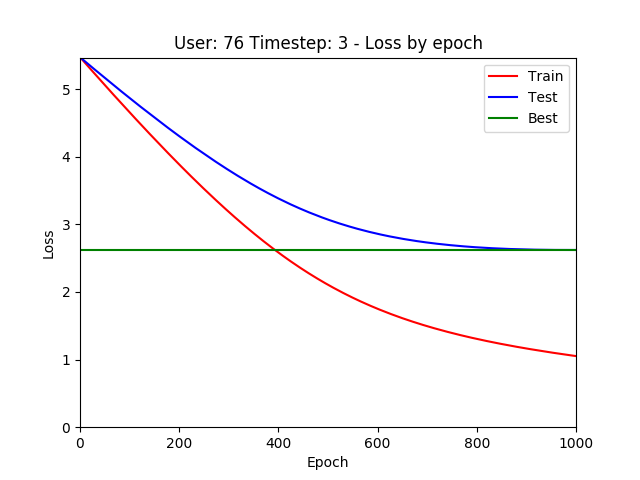 User: 76 Timestep: 3 - Loss by epoch
Train
Test
Best
5
4
3
2
1
0
Loss
0 200 400 600 800 1000
Epoch